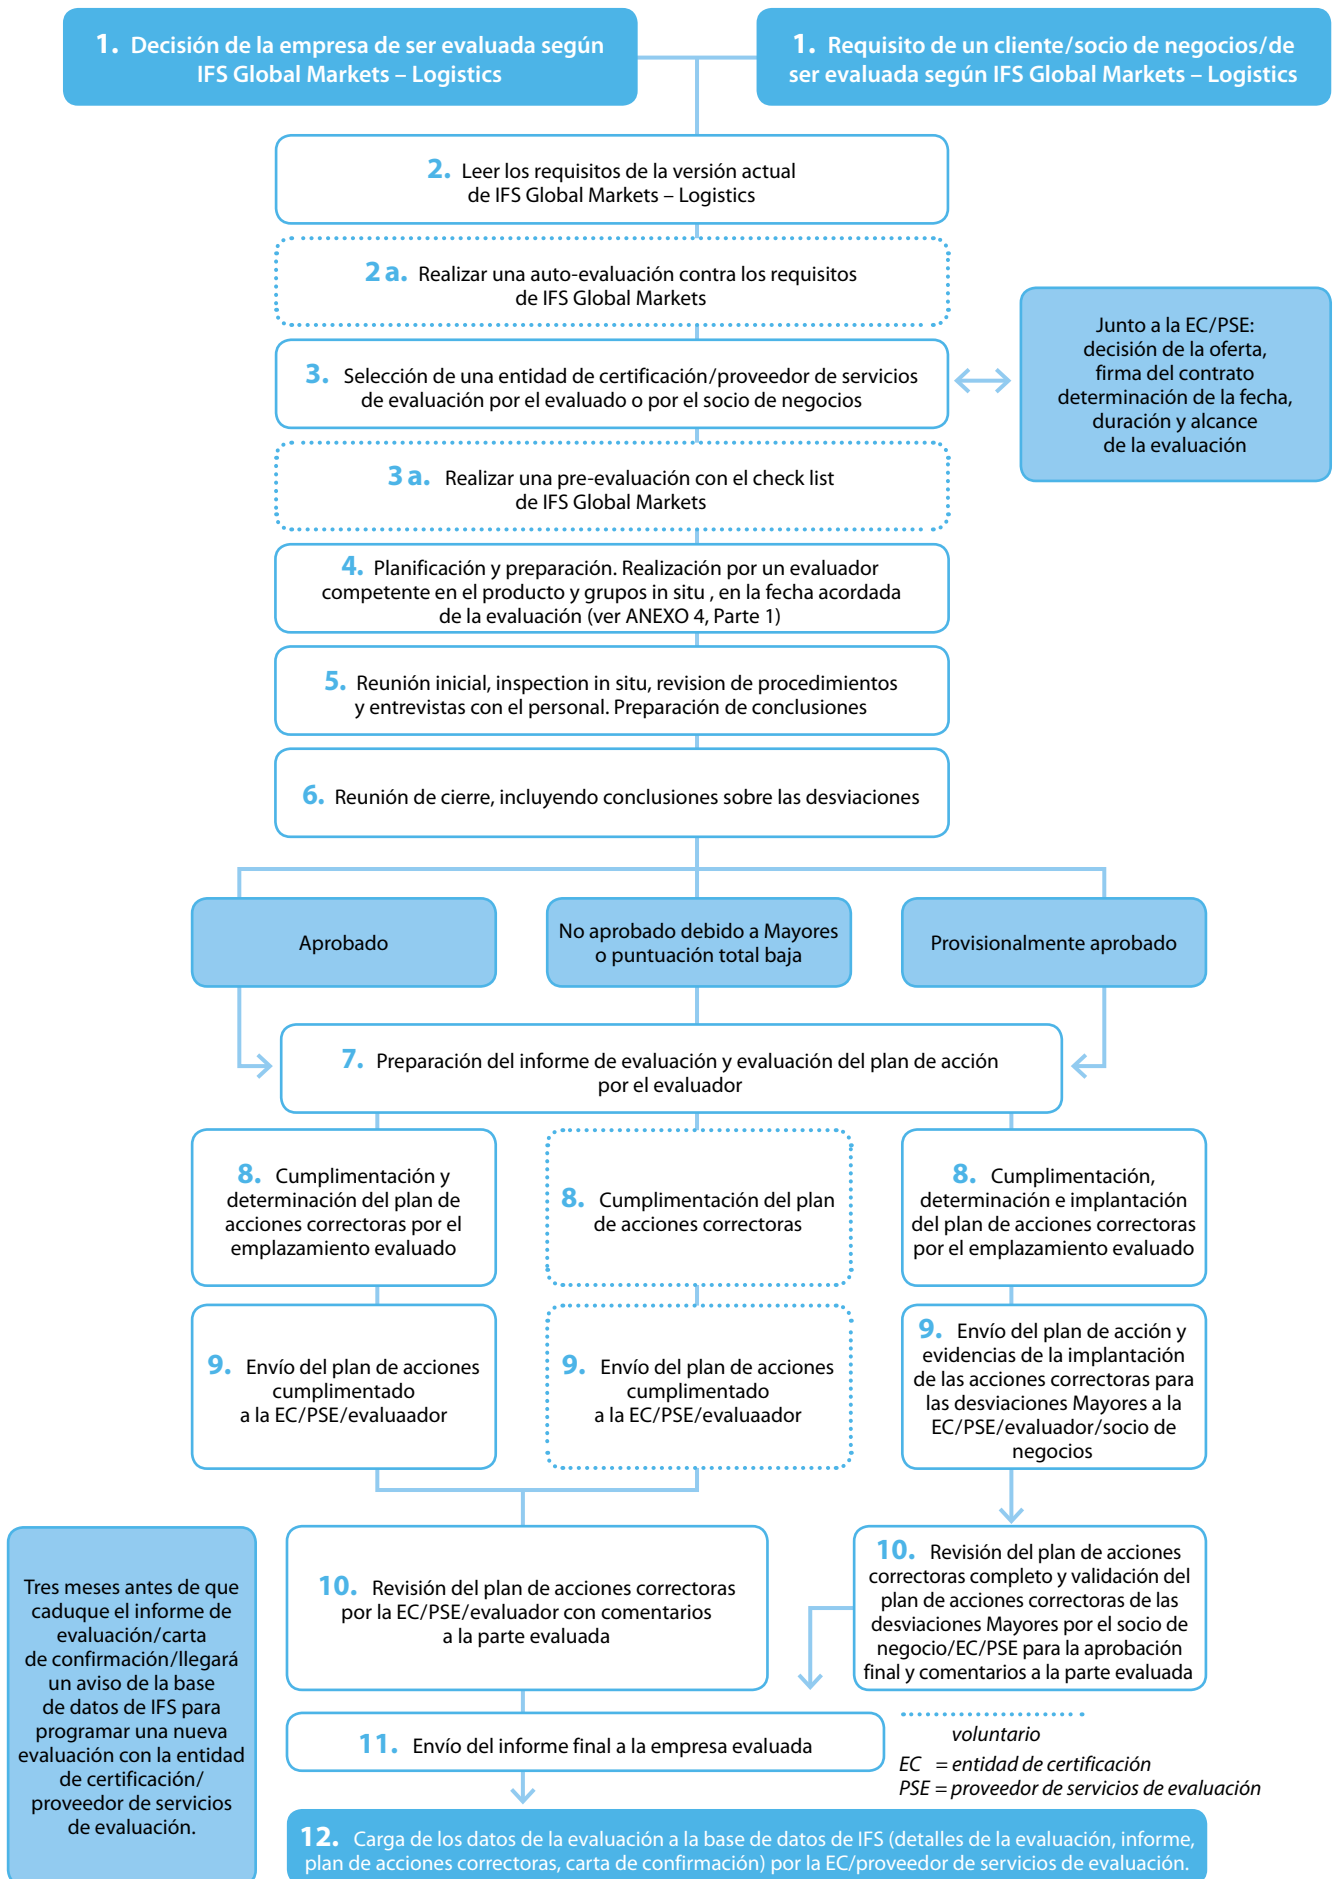 1. Decisión de la empresa de ser evaluada según
IFS Global Markets – Logistics
1. Requisito de un cliente/socio de negocios/de
ser evaluada según IFS Global Markets – Logistics
2. Leer los requisitos de la versión actual
de IFS Global Markets – Logistics
2 a. Realizar una auto-evaluación contra los requisitos
de IFS Global Markets
3. Selección de una entidad de certificación/proveedor de servicios
de evaluación por el evaluado o por el socio de negocios
Junto a la EC/PSE:
decisión de la oferta,
firma del contrato
determinación de la fecha,
duración y alcance
de la evaluación
3 a. Realizar una pre-evaluación con el check list
de IFS Global Markets
4. Planificación y preparación. Realización por un evaluador
competente en el producto y grupos in situ , en la fecha acordada
de la evaluación (ver ANEXO 4, Parte 1)
5. Reunión inicial, inspection in situ, revision de procedimientos
y entrevistas con el personal. Preparación de conclusiones
6. Reunión de cierre, incluyendo conclusiones sobre las desviaciones
Aprobado
No aprobado debido a Mayores
o puntuación total baja
Provisionalmente aprobado
7. Preparación del informe de evaluación y evaluación del plan de acción
por el evaluador
8. Cumplimentación y
determinación del plan de
acciones correctoras por el
emplazamiento evaluado
8. Cumplimentación del plan
de acciones correctoras
8. Cumplimentación,
determinación e implantación
del plan de acciones correctoras
por el emplazamiento evaluado
9. Envío del plan de acciones
cumplimentado
a la EC/PSE/evaluaador
9. Envío del plan de acciones
cumplimentado
a la EC/PSE/evaluaador
9. Envío del plan de acción y
evidencias de la implantación
de las acciones correctoras para
las desviaciones Mayores a la
EC/PSE/evaluador/socio de
negocios
Tres meses antes de que
caduque el informe de
evaluación/carta
de confirmación/llegará
un aviso de la base
de datos de IFS para
programar una nueva
evaluación con la entidad
de certificación/
proveedor de servicios
de evaluación.
10. Revisión del plan de acciones correctoras
por la EC/PSE/evaluador con comentarios
a la parte evaluada
10. Revisión del plan de acciones
correctoras completo y validación del
plan de acciones correctoras de las
desviaciones Mayores por el socio de
negocio/EC/PSE para la aprobación
final y comentarios a la parte evaluada
11. Envío del informe final a la empresa evaluada
voluntario
EC = entidad de certificación
PSE = proveedor de servicios de evaluación
12. Carga de los datos de la evaluación a la base de datos de IFS (detalles de la evaluación, informe,
plan de acciones correctoras, carta de confirmación) por la EC/proveedor de servicios de evaluación.